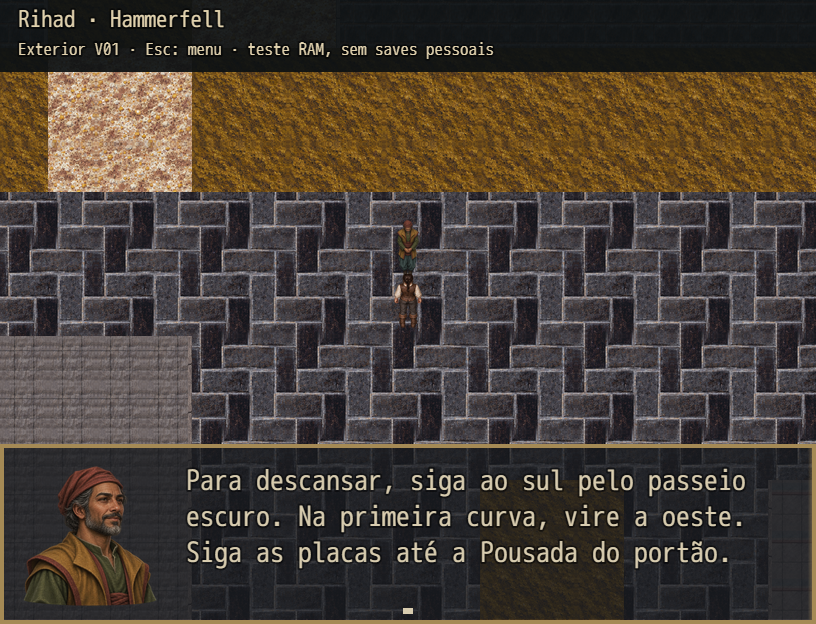 Rihad · Hammerfell
Exterior V01 · Esc: menu · teste RAM, sem saves pessoais
Para descansar, siga ao sul pelo passeio
escuro. Na primeira curva, vire a oeste.
Siga as placas até a Pousada do portão.